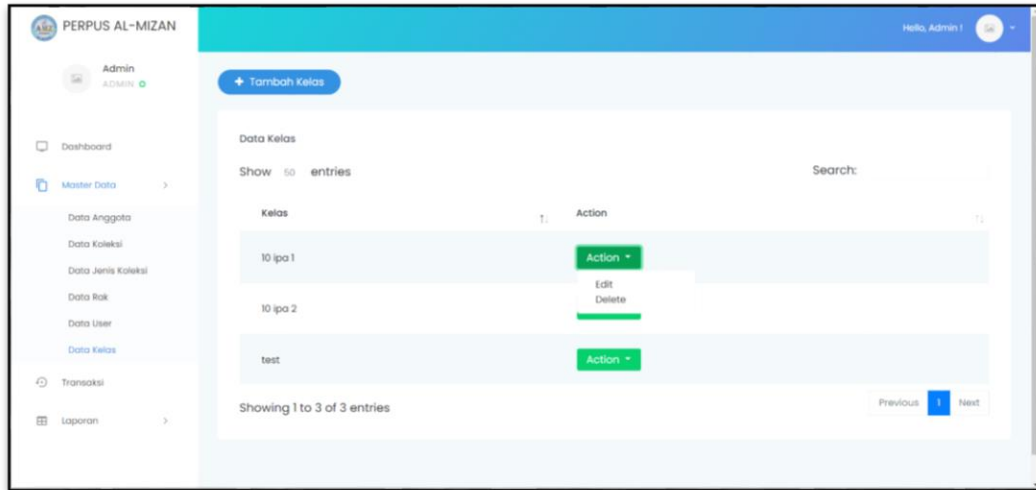 PERPUS AL-MIZAN
Hello, Admin !
Admin
ADMIN
+ Tambah Kelas
Dashboard
Master Data
Data Anggota
Data Koleksi
Data Jenis Koleksi
Data Rak
Data User
Data Kelas
Transaksi
Laporan
Data Kelas
Show 50 entries
Search:
Kelas Action
10 ipa 1 Action
Edit
Delete
10 ipa 2
test Action
Showing 1 to 3 of 3 entries
Previous 1 Next